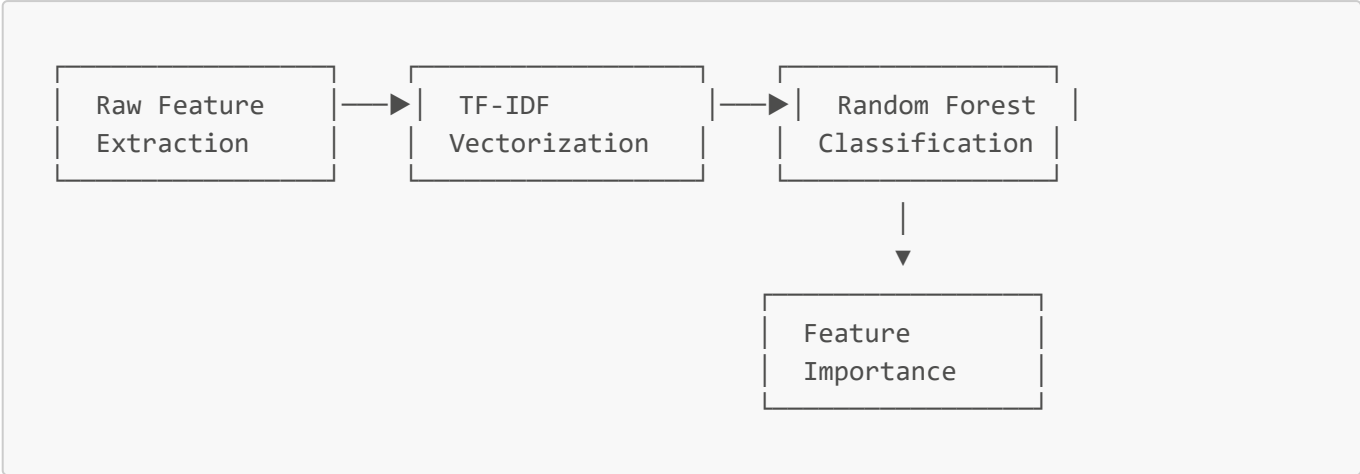 Raw Feature TF-IDF Random Forest
Extraction Vectorization Classification
Feature
Importance